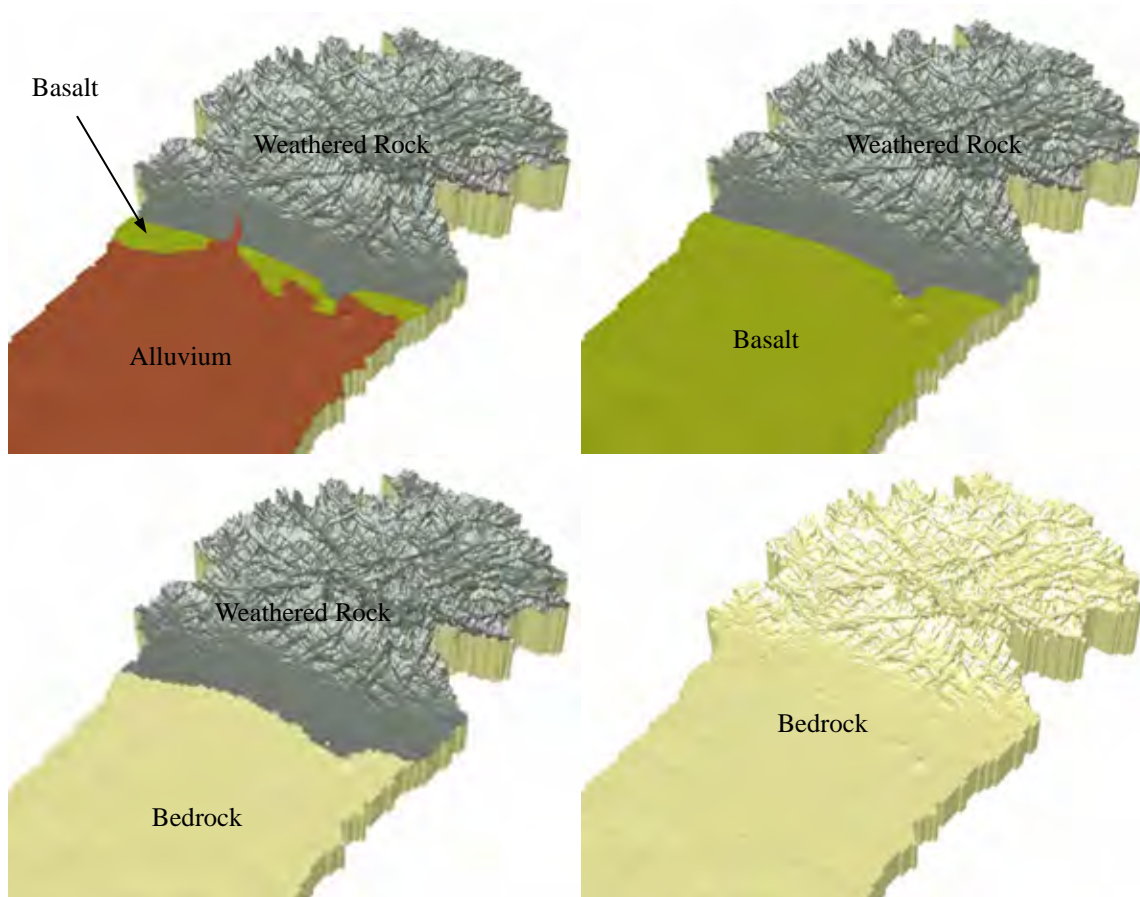 Basalt
Weathered Rock
Alluvium
Weathered Rock
Basalt
Weathered Rock
Bedrock
Bedrock